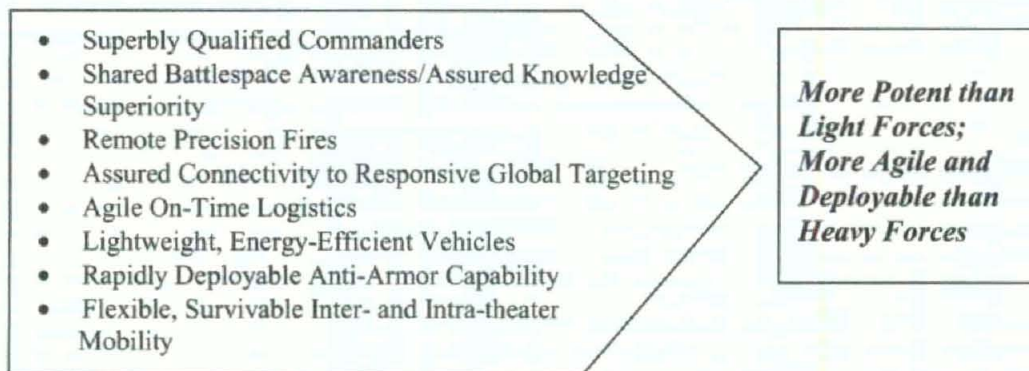 • Superbly Qualified Commanders
• Shared Battlespace Awareness/Assured Knowledge
Superiority
• Remote Precision Fires
• Assured Connectivity to Responsive Global Targeting
• Agile On-Time Logistics
• Lightweight, Energy-Efficient Vehicles
• Rapidly Deployable Anti-Armor Capability
• Flexible, Survivable Inter- and Intra-theater
Mobility
More Potent than
Light Forces;
More Agile and
Deployable than
Heavy Forces